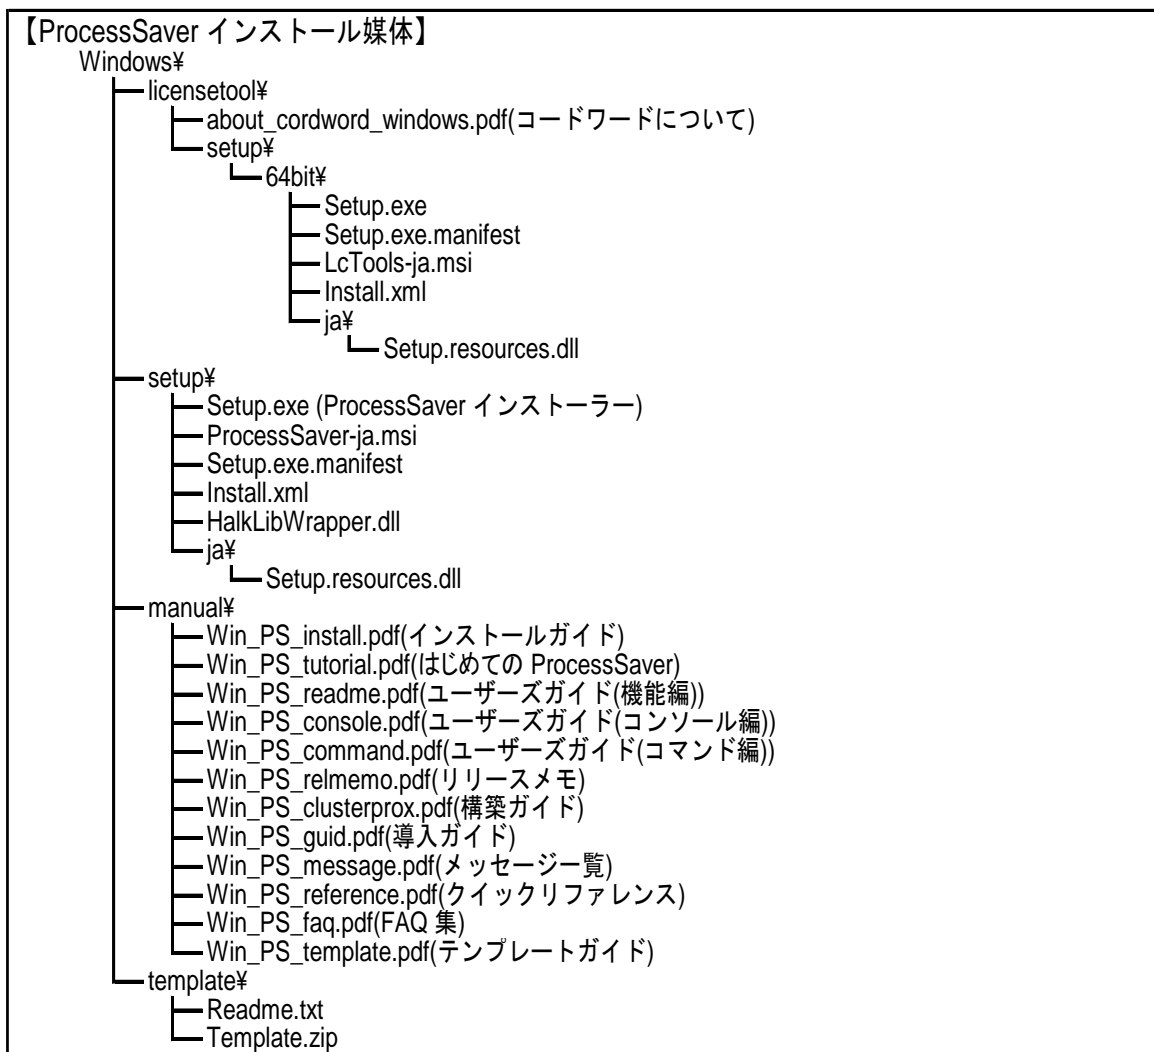 【ProcessSaver インストール媒体】
Windows¥
licensetool¥
about_cordword_windows.pdf(コードワードについて)
setup¥
64bit¥
Setup.exe
Setup.exe.manifest
LcTools-ja.msi
Install.xml
ja¥
Setup.resources.dll
setup¥
Setup.exe (ProcessSaver インストーラー)
ProcessSaver-ja.msi
Setup.exe.manifest
Install.xml
HalkLibWrapper.dll
ja¥
Setup.resources.dll
manual¥
Win_PS_install.pdf(インストールガイド)
Win_PS_tutorial.pdf(はじめての ProcessSaver)
Win_PS_readme.pdf(ユーザーズガイド(機能編))
Win_PS_console.pdf(ユーザーズガイド(コンソール編))
Win_PS_command.pdf(ユーザーズガイド(コマンド編))
Win_PS_relmemo.pdf(リリースメモ)
Win_PS_clusterprox.pdf(構築ガイド)
Win_PS_guid.pdf(導入ガイド)
Win_PS_message.pdf(メッセージ一覧)
Win_PS_reference.pdf(クイックリファレンス)
Win_PS_faq.pdf(FAQ 集)
Win_PS_template.pdf(テンプレートガイド)
template¥
Readme.txt
Template.zip